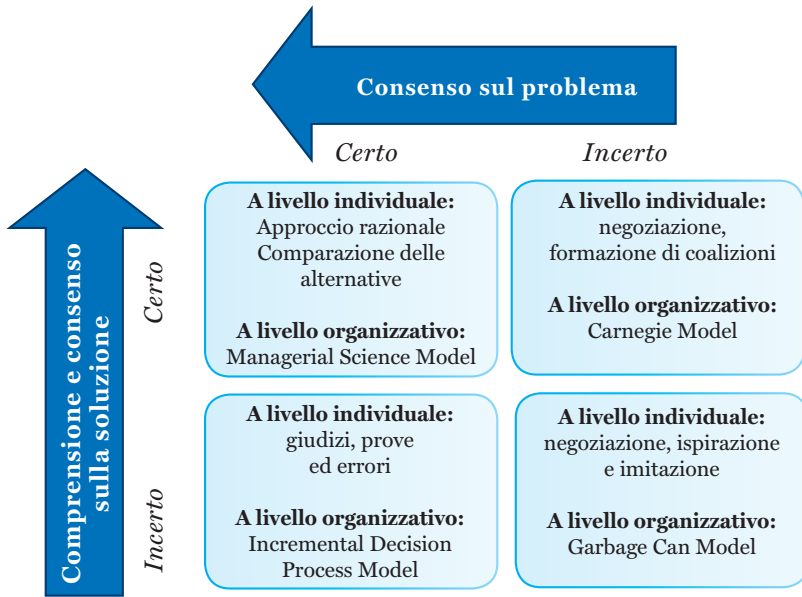 Consenso sul problema
Certo
Incerto
Comprensione e consenso
sulla soluzione
Certo
A livello individuale:
Approccio razionale
Comparazione delle
alternative
A livello organizzativo:
Managerial Science Model
A livello individuale:
negoziazione,
formazione di coalizioni
A livello organizzativo:
Carnegie Model
Incerto
A livello individuale:
giudizi, prove
ed errori
A livello organizzativo:
Incremental Decision
Process Model
A livello individuale:
negoziazione, ispirazione
e imitazione
A livello organizzativo:
Garbage Can Model